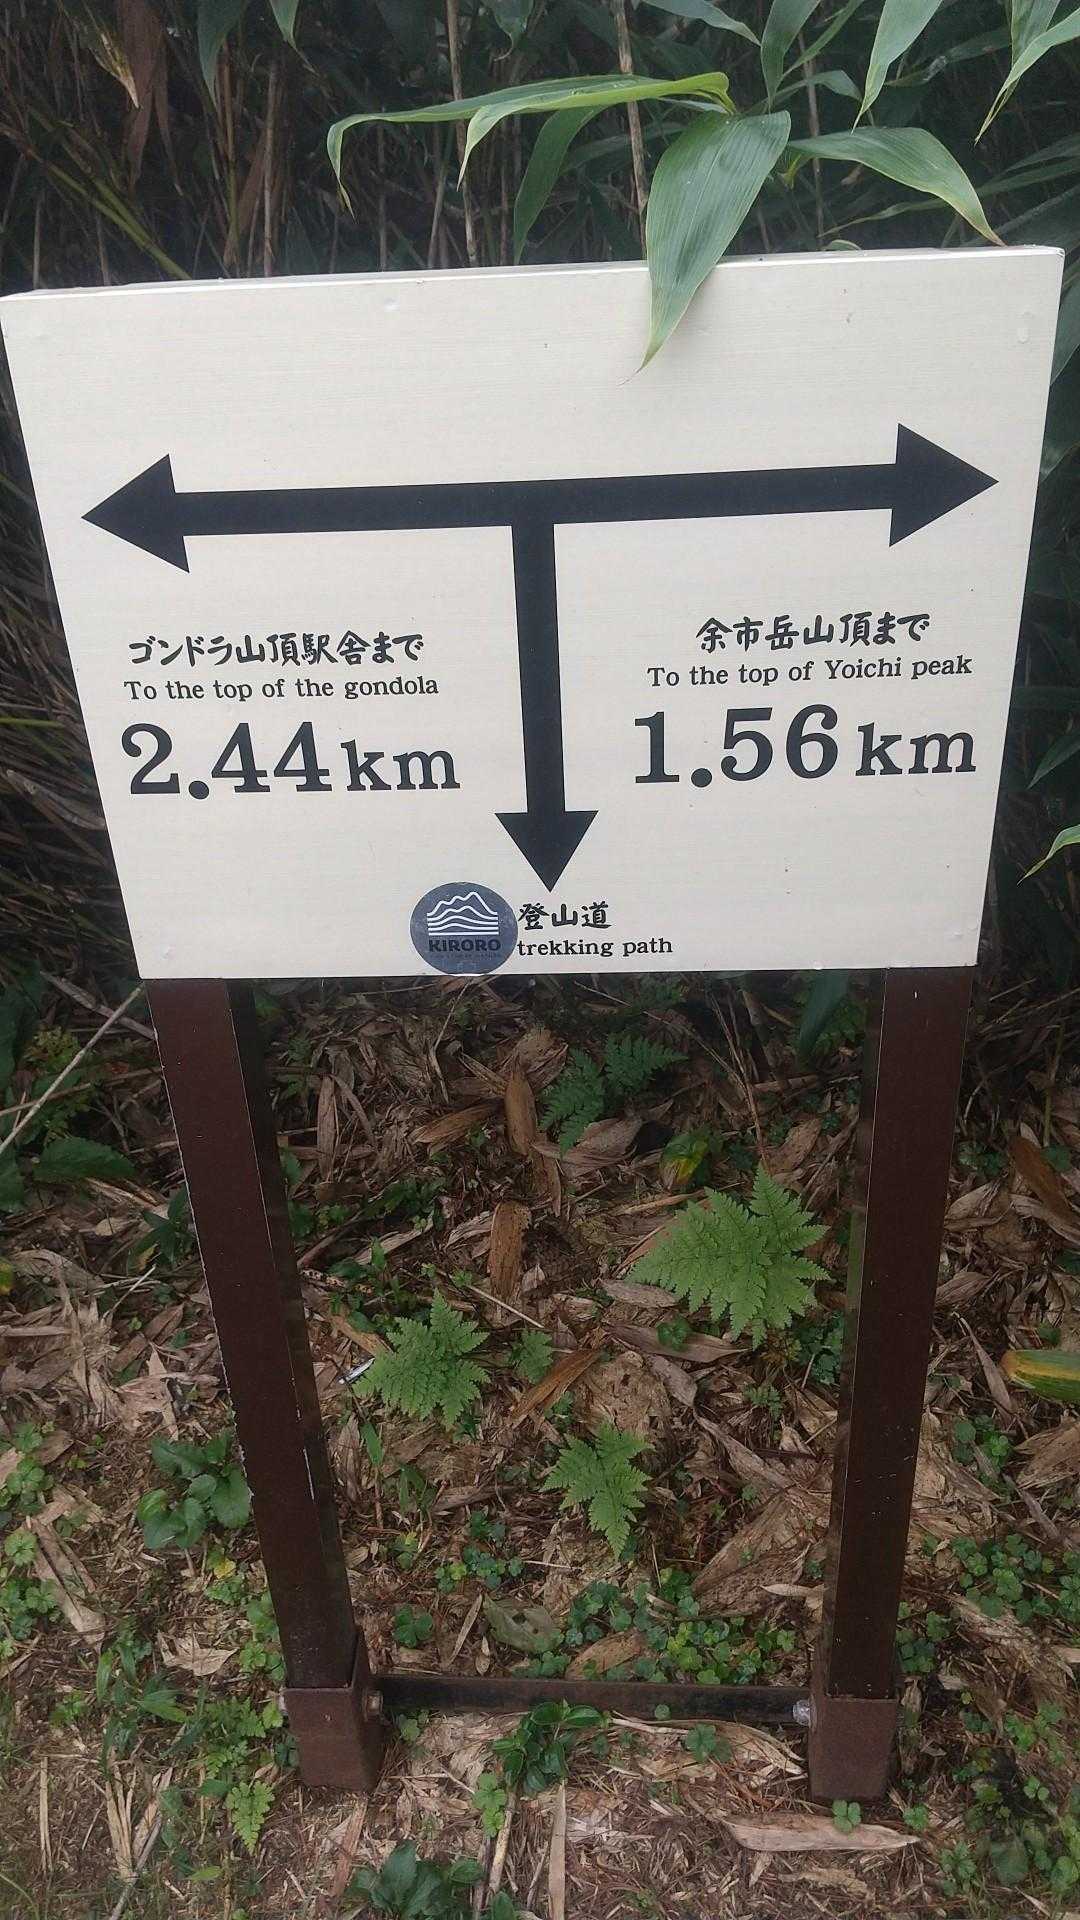 ゴンドラ山頂駅舎まで
To the top of the gondola
2.44km
余市岳山頂まで
To the top of Yoichi peak
1.56km
KIRORO
登山道
trekking path